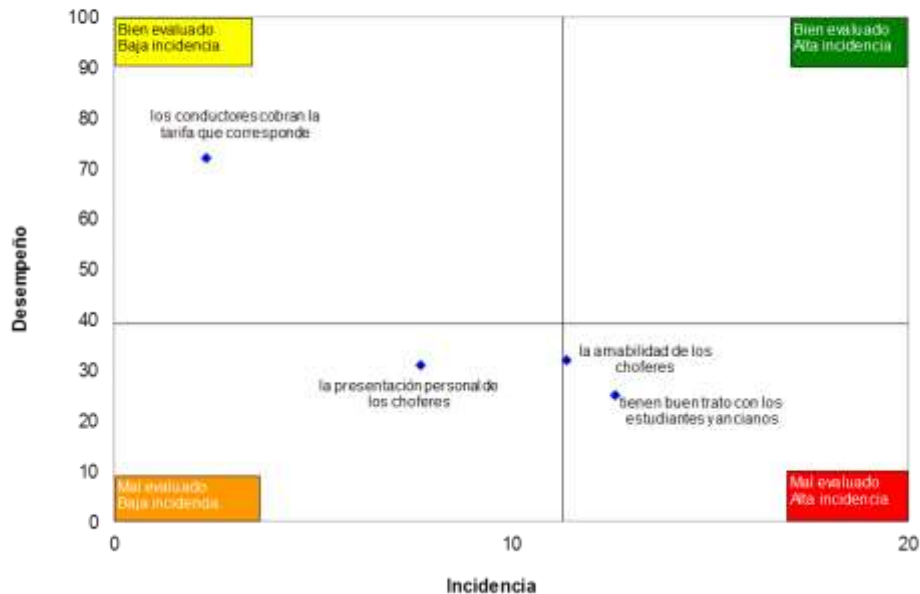 100
Bien evaluado
Baja incidencia
Bien evaluado
Alta incidencia
90
80
los conductores cobran la
tarifa que corresponde
70
60
50
Desempeño
40
la amabilidad de los
choferes
30
la presentación personal de
los choferes
tienen buen trato con los
estudiantes y ancianos
20
10
Mal evaluado
Baja incidencia
Mal evaluado
Alta incidencia
0
0
10
20
Incidencia